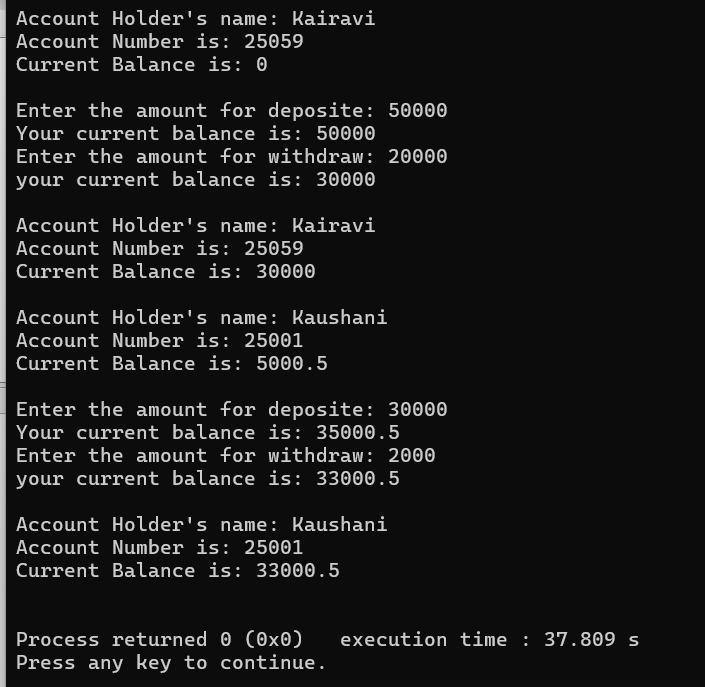 Account Holder's name: Kairavi
Account Number is: 25059
Current Balance is: 0
Enter the amount for deposite: 50000
Your current balance is: 50000
Enter the amount for withdraw: 20000
your current balance is: 30000
Account Holder's name: Kairavi
Account Number is: 25059
Current Balance is: 30000
Account Holder's name: Kaushani
Account Number is: 25001
Current Balance is: 5000.5
Enter the amount for deposite: 30000
Your current balance is: 35000.5
Enter the amount for withdraw: 2000
your current balance is: 33000.5
Account Holder's name: Kaushani
Account Number is: 25001
Current Balance is: 33000.5
Process returned 0 (0x0)   execution time : 37.809 s
Press any key to continue.